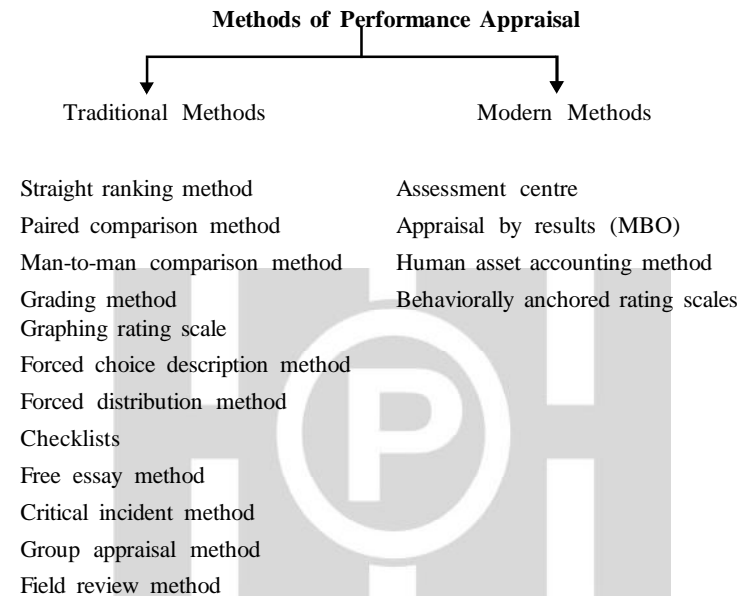 Methods of Performance Appraisal
Traditional Methods
Modern Methods
Straight ranking method
Paired comparison method
Man-to-man comparison method
Grading method
Graphing rating scale
Forced choice description method
Forced distribution method
Checklists
Free essay method
Critical incident method
Group appraisal method
Field review method
Assessment centre
Appraisal by results (MBO)
Human asset accounting method
Behaviorally anchored rating scales
HPH